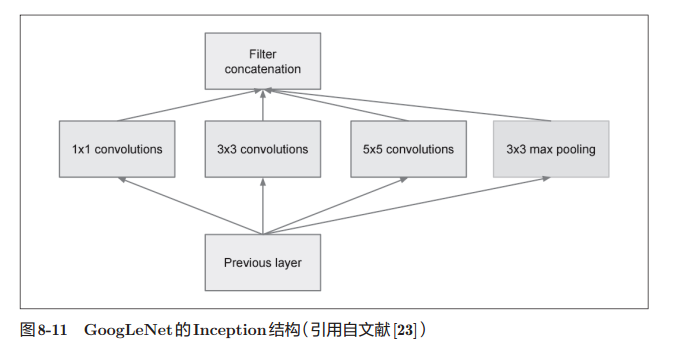 Filter
concatenation
1x1 convolutions
3x3 convolutions
5x5 convolutions
3x3 max pooling
Previous layer
图8-11 GoogLeNet的Inception结构（引用自文献[23]）